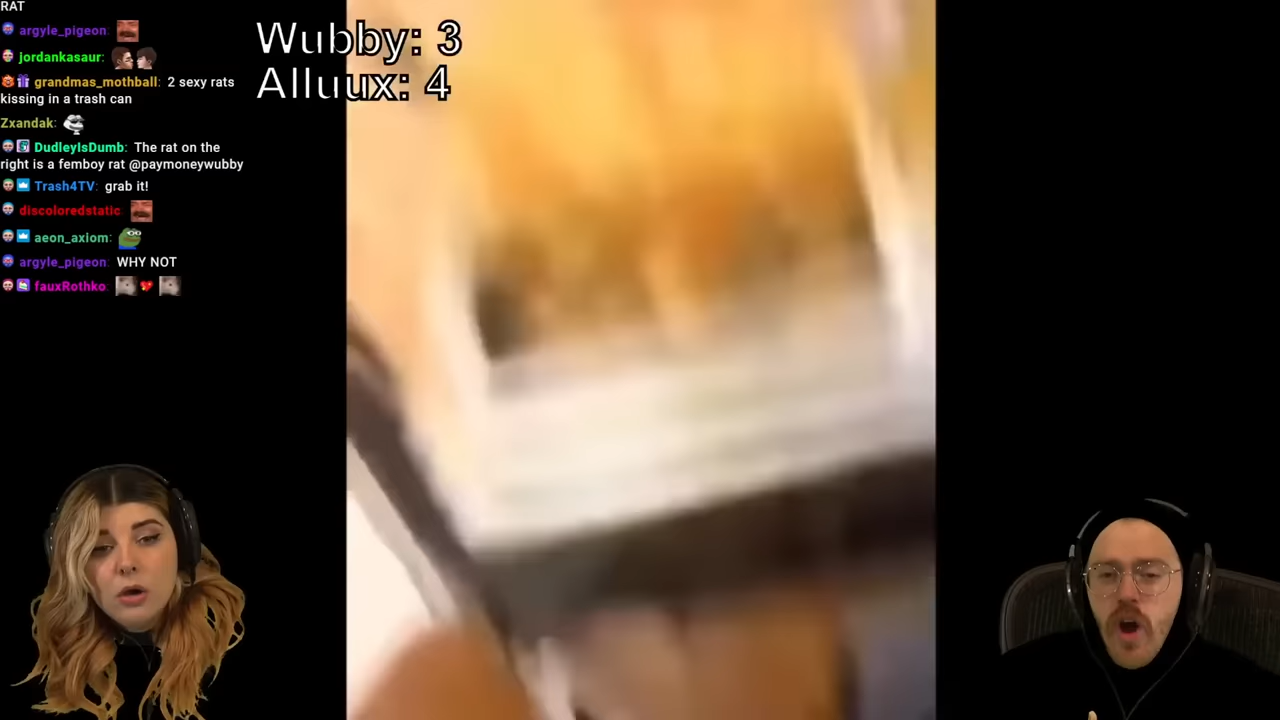 RAT
argyle_pigeon:
jordankasaur:
grandmas_mothball: 2 sexy rats
kissing in a trash can
Zxandak:
DudleyIsDumb: The rat on the
right is a femboy rat @paymoneywubby
Trash4TV: grab it!
discoloredstatic
aeon_axiom:
argyle_pigeon: WHY NOT
fauxRothko:
Wubby: 3
Alluux: 4